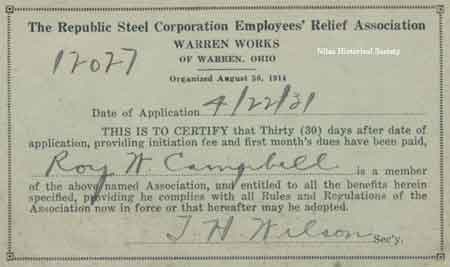 The Republic Steel Corporation Employees' Relief Association
WARREN WORKS
Niles Historical Society
OF WARREN, OHIO
12027
Organized August 30, 1914
Date of Application 4/22/31
THIS IS TO CERTIFY that Thirty (30) days after date of
application, providing initiation fee and first month's dues have been paid,
Roy W. Campbell is a member
of the above named Association, and entitled to all the benefits herein
specified, providing he complies with all Rules and Regulations of the
Association now in force or that hereafter may be adopted.
T. H. Wilson Sec'y.